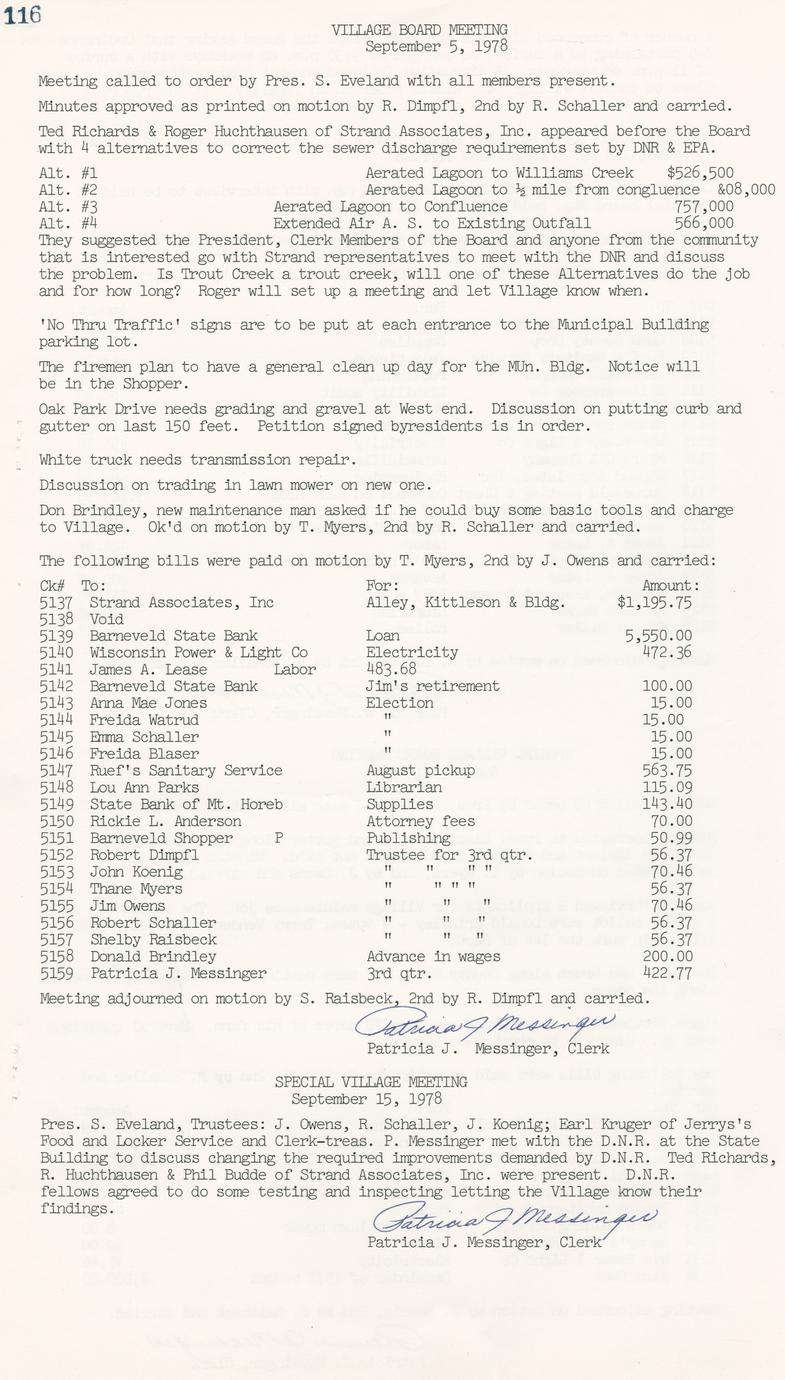 116
VILLAGE BOARD MEETING
September 5, 1978
Meeting called to order by Pres. S. Eveland with all members present.
Minutes approved as printed on motion by R. Dimpfl, 2nd by R. Schaller and carried.
Ted Richards & Roger Huchthausen of Strand Associates, Inc. appeared before the Board
with 4 alternatives to correct the sewer discharge requirements set by DNR & EPA.
Alt. #1 Aerated Lagoon to Williams Creek $526,500
Alt. #2 Aerated Lagoon to ½ mile from congluence &08,000
Alt. #3 Aerated Lagoon to Confluence 757,000
Alt. #4 Extended Air A. S. to Existing Outfall 566,000
They suggested the President, Clerk Members of the Board and anyone from the community
that is interested go with Strand representatives to meet with the DNR and discuss
the problem. Is Trout Creek a trout creek, will one of these Alternatives do the job
and for how long? Roger will set up a meeting and let Village know when.
'No Thru Traffic' signs are to be put at each entrance to the Municipal Building
parking lot.
The firemen plan to have a general clean up day for the MUn. Bldg. Notice will
be in the Shopper.
Oak Park Drive needs grading and gravel at West end. Discussion on putting curb and
gutter on last 150 feet. Petition signed byresidents is in order.
White truck needs transmission repair.
Discussion on trading in lawn mower on new one.
Don Brindley, new maintenance man asked if he could buy some basic tools and charge
to Village. Ok'd on motion by T. Myers, 2nd by R. Schaller and carried.
The following bills were paid on motion by T. Myers, 2nd by J. Owens and carried:
Ck# To: For: Amount:
5137 Strand Associates, Inc Alley, Kittleson & Bldg. $1,195.75
5138 Void
5139 Barneveld State Bank Loan 5,550.00
5140 Wisconsin Power & Light Co Electricity 472.36
5141 James A. Lease Labor 483.68
5142 Barneveld State Bank Jim's retirement 100.00
5143 Anna Mae Jones Election 15.00
5144 Freida Watrud " 15.00
5145 Emma Schaller " 15.00
5146 Freida Blaser " 15.00
5147 Ruef's Sanitary Service August pickup 563.75
5148 Lou Ann Parks Librarian 115.09
5149 State Bank of Mt. Horeb Supplies 143.40
5150 Rickie L. Anderson Attorney fees 70.00
5151 Barneveld Shopper P Publishing 50.99
5152 Robert Dimpfl Trustee for 3rd qtr. 56.37
5153 John Koenig " " " " 70.46
5154 Thane Myers " " " " 56.37
5155 Jim Owens " " " 70.46
5156 Robert Schaller " " " 56.37
5157 Shelby Raisbeck " " " 56.37
5158 Donald Brindley Advance in wages 200.00
5159 Patricia J. Messinger 3rd qtr. 422.77
Meeting adjourned on motion by S. Raisbeck, 2nd by R. Dimpfl and carried.
Patricia J Messinger
Patricia J. Messinger, Clerk
SPECIAL VILLAGE MEETING
September 15, 1978
Pres. S. Eveland, Trustees: J. Owens, R. Schaller, J. Koenig; Earl Kruger of Jerrys's
Food and Locker Service and Clerk-treas. P. Messinger met with the D.N.R. at the State
Building to discuss changing the required improvements demanded by D.N.R. Ted Richards,
R. Huchthausen & Phil Budde of Strand Associates, Inc. were present. D.N.R.
fellows agreed to do some testing and inspecting letting the Village know their
findings.
Patricia J Messinger
Patricia J. Messinger, Clerk